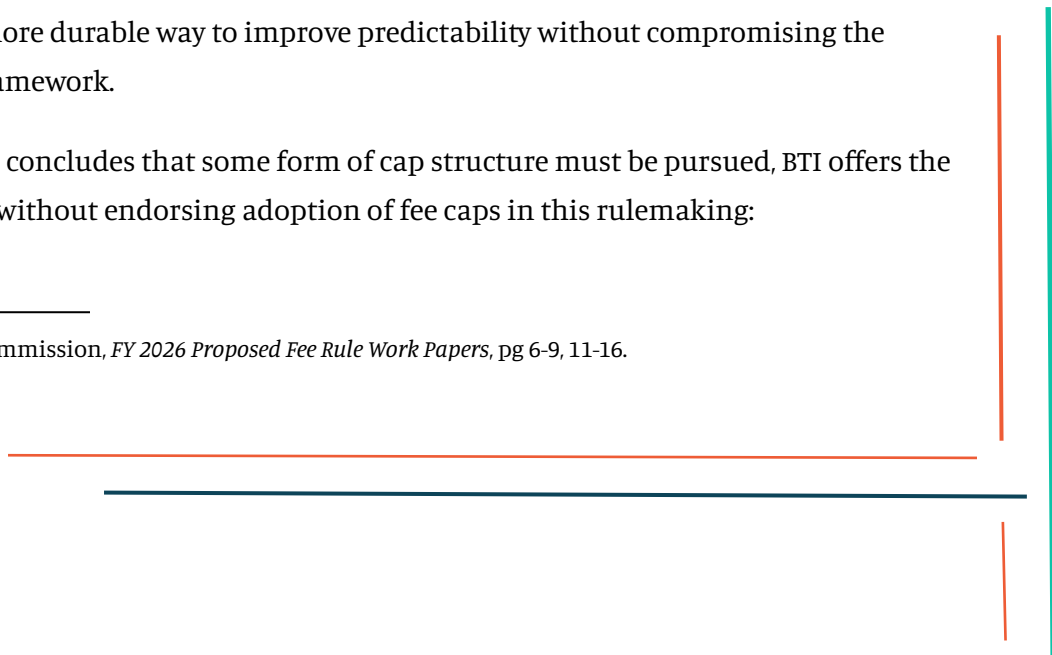 ore durable way to improve predictability without compromising the
mework.
concludes that some form of cap structure must be pursued, BTI offers the
without endorsing adoption of fee caps in this rulemaking:
mmission, FY 2026 Proposed Fee Rule Work Papers, pg 6-9, 11-16.